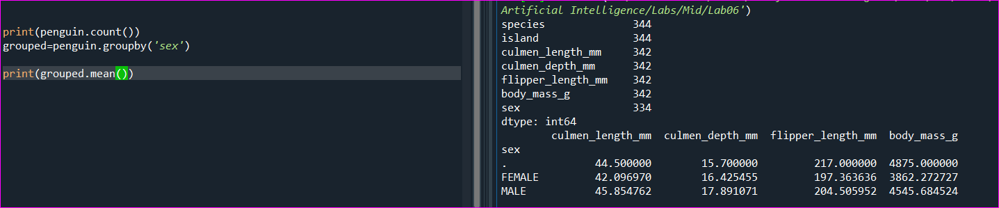 print(penguin.count())
grouped=penguin.groupby('sex')
print(grouped.mean())
Artificial Intelligence/Labs/Mid/Lab06')
species 344
island 344
culmen_length_mm 342
culmen_depth_mm 342
flipper_length_mm 342
body_mass_g 342
sex 334
dtype: int64
culmen_length_mm culmen_depth_mm flipper_length_mm body_mass_g
sex
. 44.500000 15.700000 217.000000 4875.000000
FEMALE 42.096970 16.425455 197.363636 3862.272727
MALE 45.854762 17.891071 204.505952 4545.684524